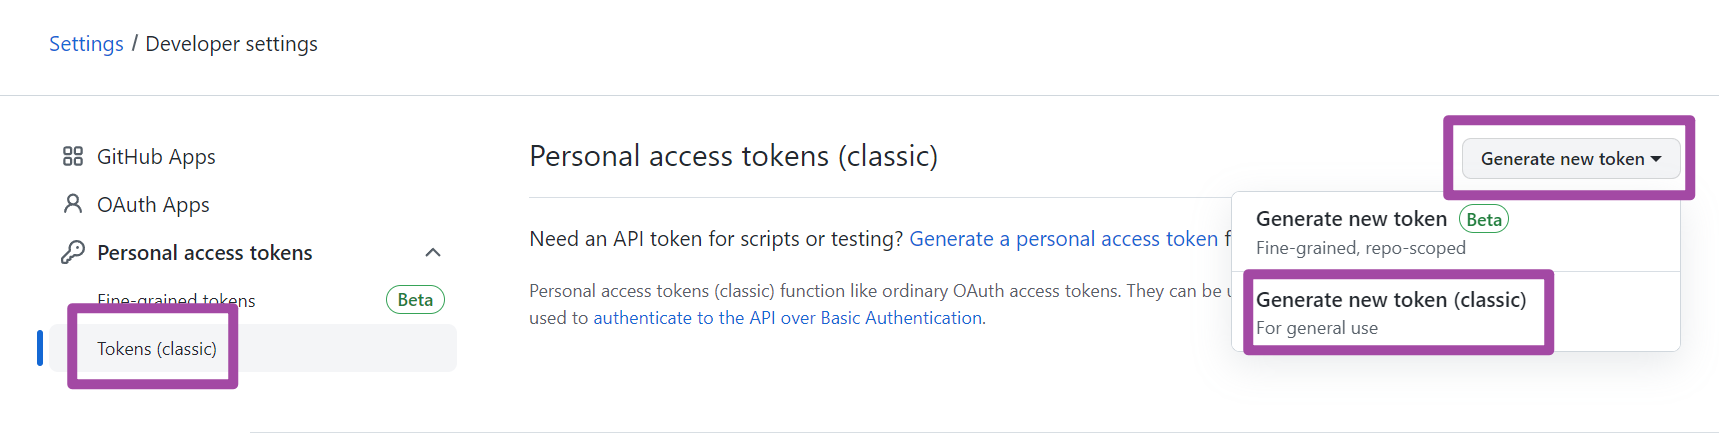 Settings / Developer settings
GitHub Apps
OAuth Apps
Personal access tokens
Fine-grained tokens Beta
Tokens (classic)
Personal access tokens (classic)
Generate new token
Need an API token for scripts or testing? Generate a personal access token f
Personal access tokens (classic) function like ordinary OAuth access tokens. They can be u
used to authenticate to the API over Basic Authentication.
Generate new token Beta
Fine-grained, repo-scoped
Generate new token (classic)
For general use